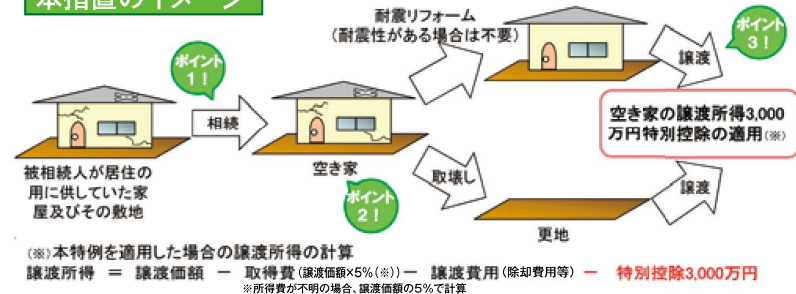 本措置のイメージ
耐震リフォーム
(耐震性がある場合は不要)
ポイント
1!
相続
被相続人が居住の
用に供していた家
屋及びその敷地
空き家
ポイント
2!
取壊し
更地
譲渡
ポイント
3!
空き家の譲渡所得3,000
万円特別控除の適用(※)
譲渡
(※)本特例を適用した場合の譲渡所得の計算
譲渡所得 = 譲渡価額 - 取得費(譲渡価額×5%(※)) - 譲渡費用(除却費用等) - 特別控除3,000万円
※所得費が不明の場合、譲渡価額の5%で計算